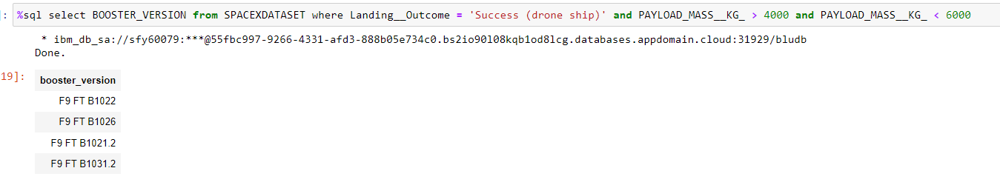 ]: %sql select BOOSTER_VERSION from SPACEXDATASET where Landing__Outcome = 'Success (drone ship)' and PAYLOAD_MASS__KG_ > 4000 and PAYLOAD_MASS__KG_ < 6000
* ibm_db_sa://sfy60079:***@55fbc997-9266-4331-afd3-888b05e734c0.bs2io90l08kqb1od8lcg.databases.appdomain.cloud:31929/bludb
Done.
19]:
booster_version
F9 FT B1022
F9 FT B1026
F9 FT B1021.2
F9 FT B1031.2